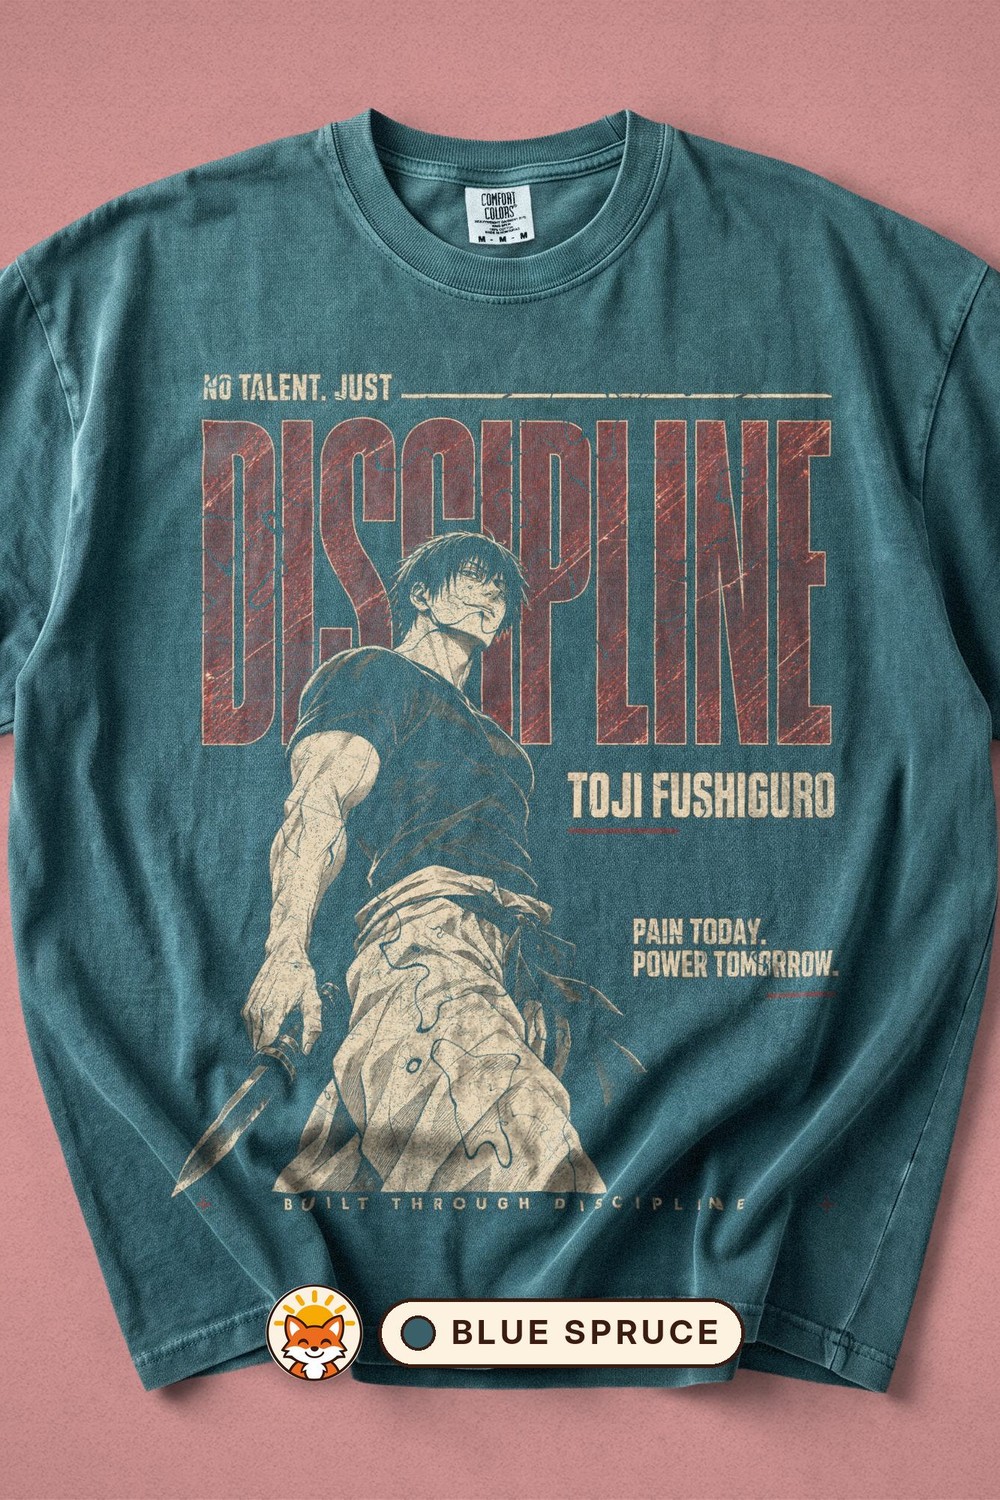 COMFORT
COLORS
M - M - M
NO TALENT. JUST
DISCIPLINE
TOJI FUSHIGURO
PAIN TODAY.
POWER TOMORROW.
BUILT THROUGH DISCIPLINE
BLUE SPRUCE